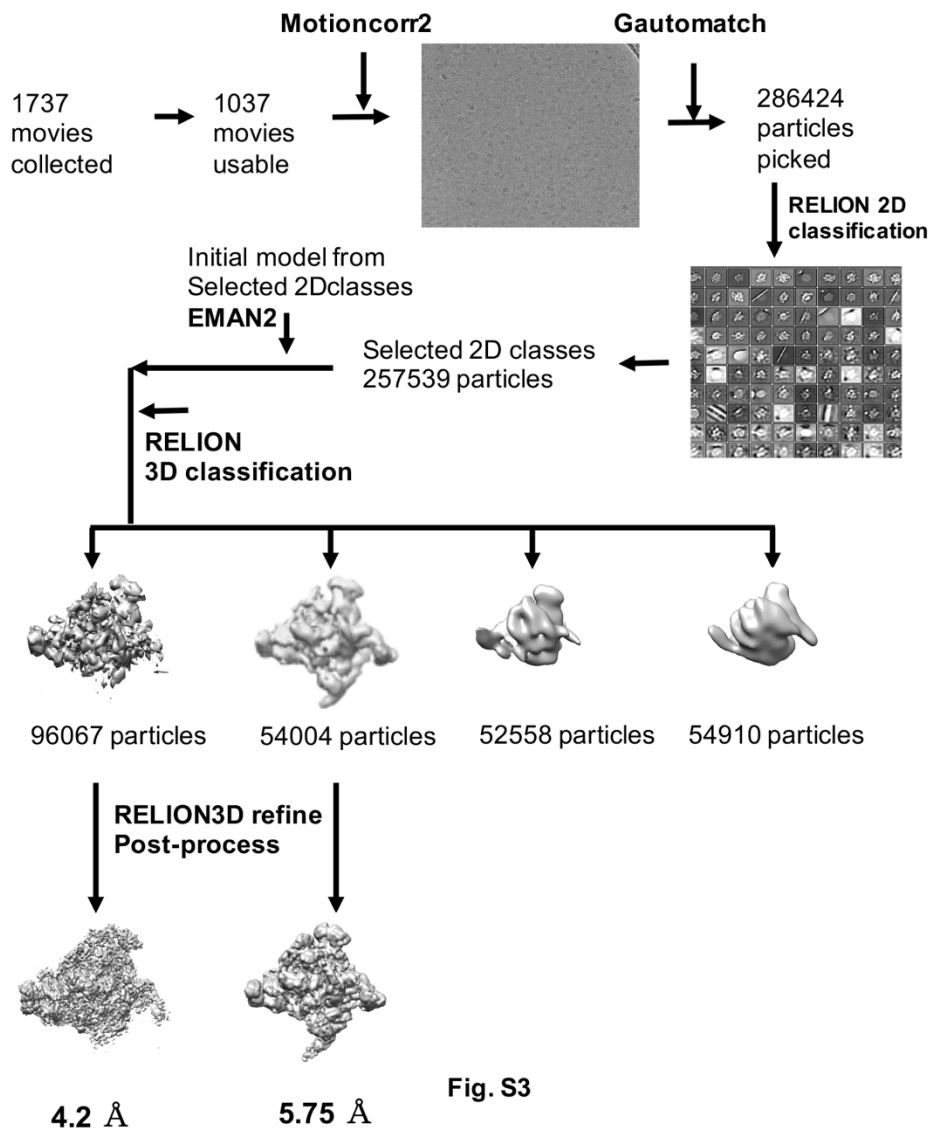 Motioncorr2
Gautomatch
1737
movies
collected
1037
movies
usable
286424
particles
picked
RELION 2D
classification
Initial model from
Selected 2Dclasses
EMAN2
Selected 2D classes
257539 particles
RELION
3D classification
96067 particles
54004 particles
52558 particles
54910 particles
RELION3D refine
Post-process
Fig. S3
4.2 Å
5.75 Å